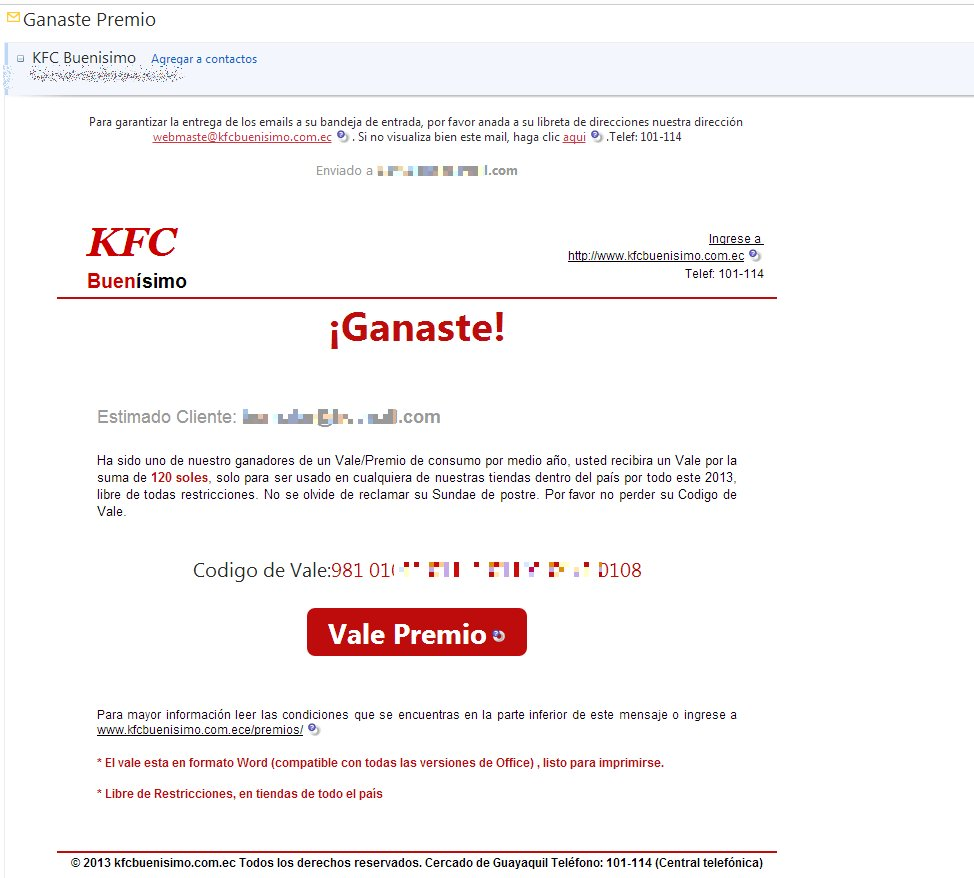 Ganaste Premio
KFC Buenisimo Agregar a contactos
Para garantizar la entrega de los emails a su bandeja de entrada, por favor anada a su libreta de direcciones nuestra dirección
webmaste@kfcbuenisimo.com.ec . Si no visualiza bien este mail, haga clic aqui .Telef: 101-114
Enviado a l.com
KFC
Buenísimo
Ingrese a
http://www.kfcbuenisimo.com.ec
Telef: 101-114
¡Ganaste!
Estimado Cliente: .com
Ha sido uno de nuestro ganadores de un Vale/Premio de consumo por medio año, usted recibira un Vale por la
suma de 120 soles, solo para ser usado en cualquiera de nuestras tiendas dentro del país por todo este 2013,
libre de todas restricciones. No se olvide de reclamar su Sundae de postre. Por favor no perder su Codigo de
Vale.
Codigo de Vale:981 01 0108
Vale Premio
Para mayor información leer las condiciones que se encuentras en la parte inferior de este mensaje o ingrese a
www.kfcbuenisimo.com.ece/premios/
* El vale esta en formato Word (compatible con todas las versiones de Office) , listo para imprimirse.
* Libre de Restricciones, en tiendas de todo el país
© 2013 kfcbuenisimo.com.ec Todos los derechos reservados. Cercado de Guayaquil Teléfono: 101-114 (Central telefónica)